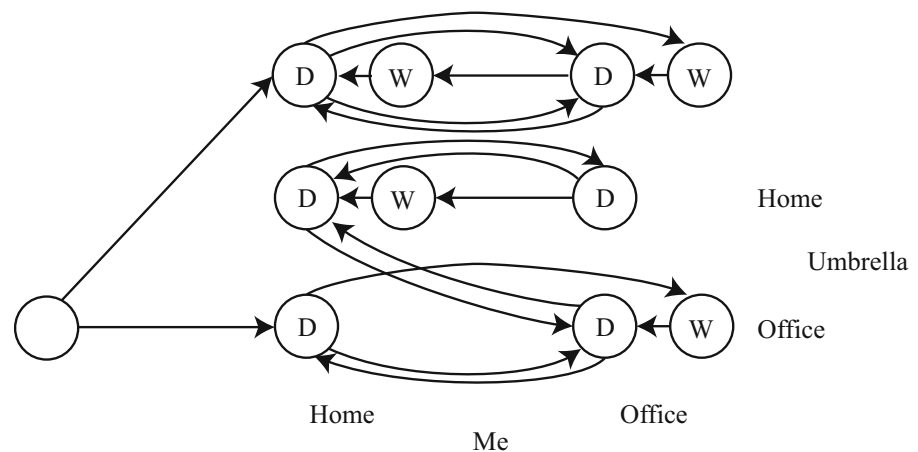 D W D W
D W D
Home
Umbrella
D D W
Office
Home Office
Me